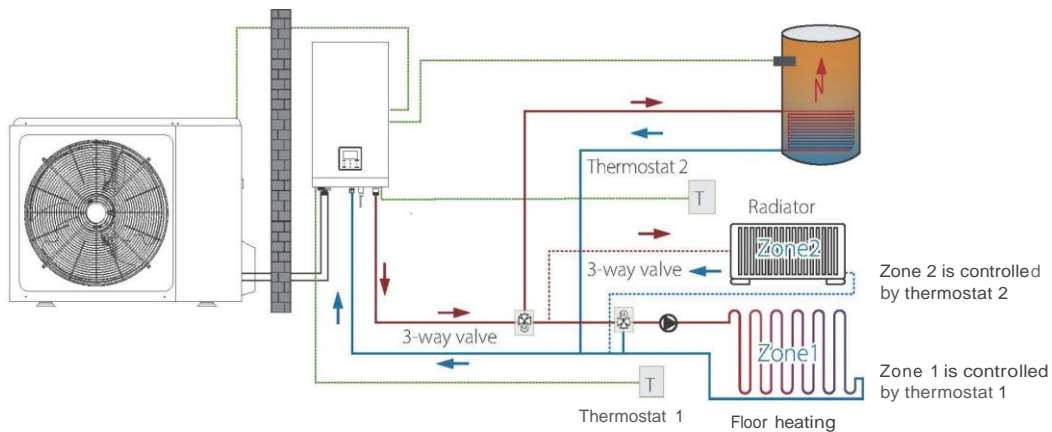 Thermostat 2
T
Radiator
Zone2
3-way valve
Zone 2 is controlled
by thermostat 2
3-way valve
Zone1
Zone 1 is controlled
by thermostat 1
T
Thermostat 1
Floor heating